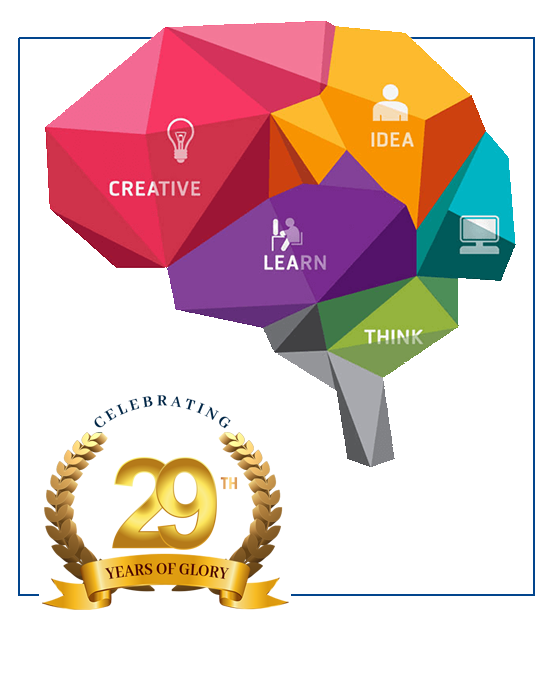 IDEA
CREATIVE
LEARN
THINK
CELEBRATING
29TH
YEARS OF GLORY